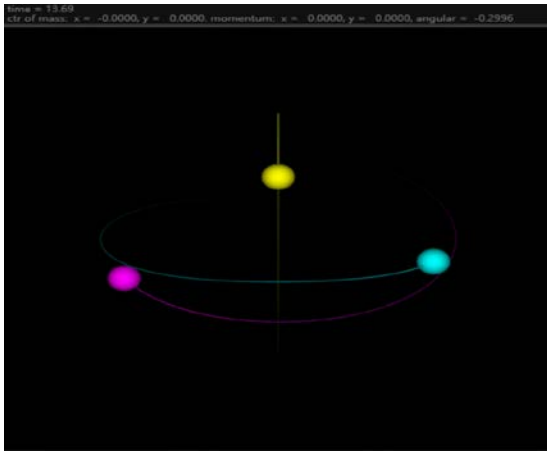 time = 13.69
ctr of mass: x = -0.0000, y = 0.0000. momentum: x = 0.0000, y = 0.0000, angular = -0.2996